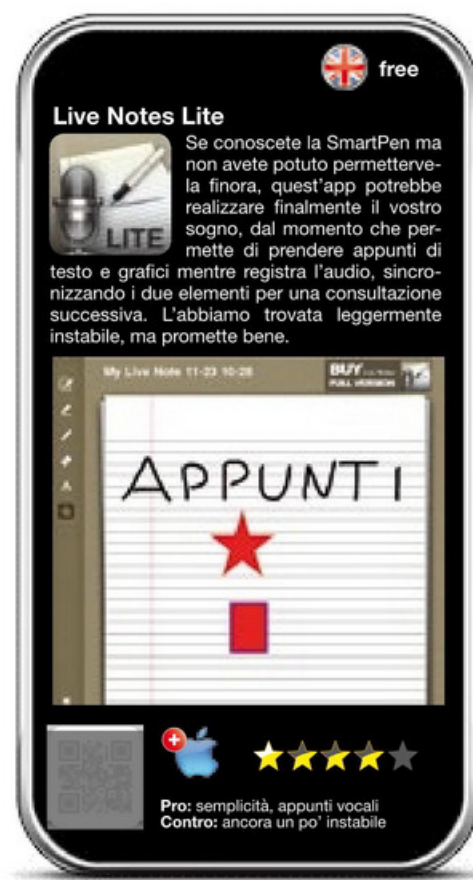 free
Live Notes Lite
LITE
Se conoscete la SmartPen ma
non avete potuto permetterve-
la finora, quest'app potrebbe
realizzare finalmente il vostro
sogno, dal momento che per-
mette di prendere appunti di
testo e grafici mentre registra l'audio, sincro-
nizzando i due elementi per una consultazione
successiva. L'abbiamo trovata leggermente
instabile, ma promette bene.
My Live Note 11-23 10:28
BUY
FULL VERSION
APPUNTI
Pro: semplicità, appunti vocali
Contro: ancora un po' instabile